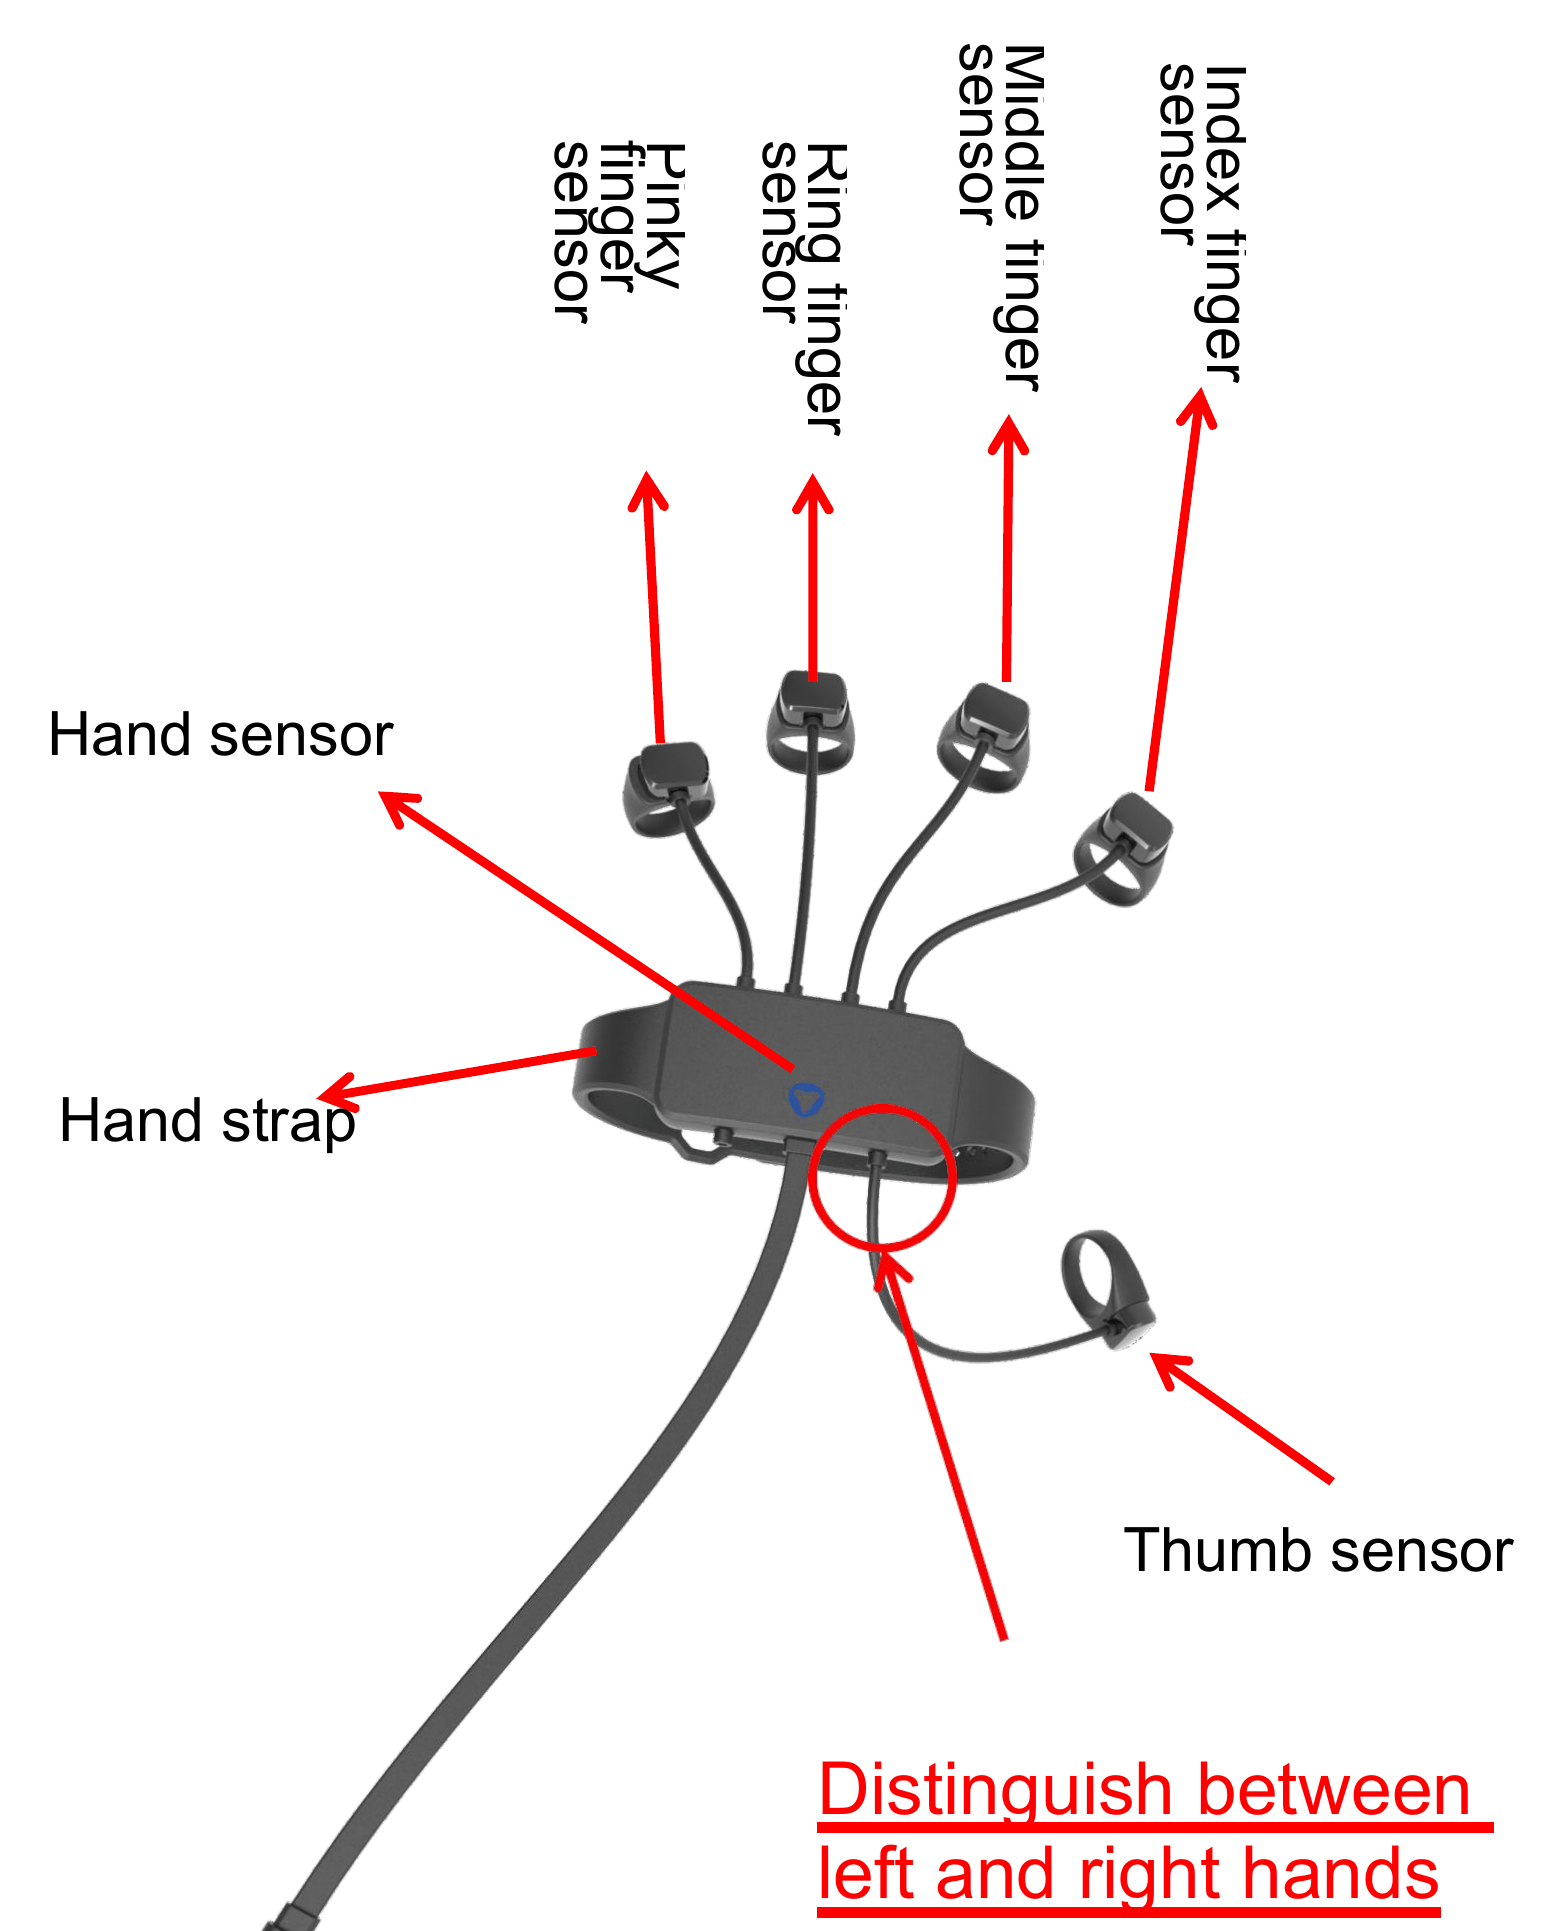 Pinky
finger
sensor
Ring finger
sensor
Middle finger
sensor
Index finger
sensor
Hand sensor
Hand strap
Thumb sensor
Distinguish between
left and right hands